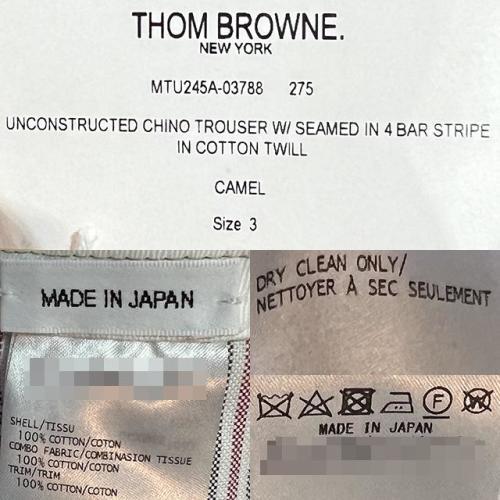 THOM BROWNE.
NEW YORK
MTU245A-03788 275
UNCONSTRUCTED CHINO TROUSER W/ SEAMED IN 4 BAR STRIPE
IN COTTON TWILL
CAMEL
Size 3
MADE IN JAPAN
SHELL/TISSU
100% COTTON/COTON
COMBO FABRIC/COMBINAISON TISSUE
100% COTTON/COTON
TRIM/TRIM
100% COTTON/COTON
DRY CLEAN ONLY/
NETTOYER À SEC SEULEMENT
MADE IN JAPAN